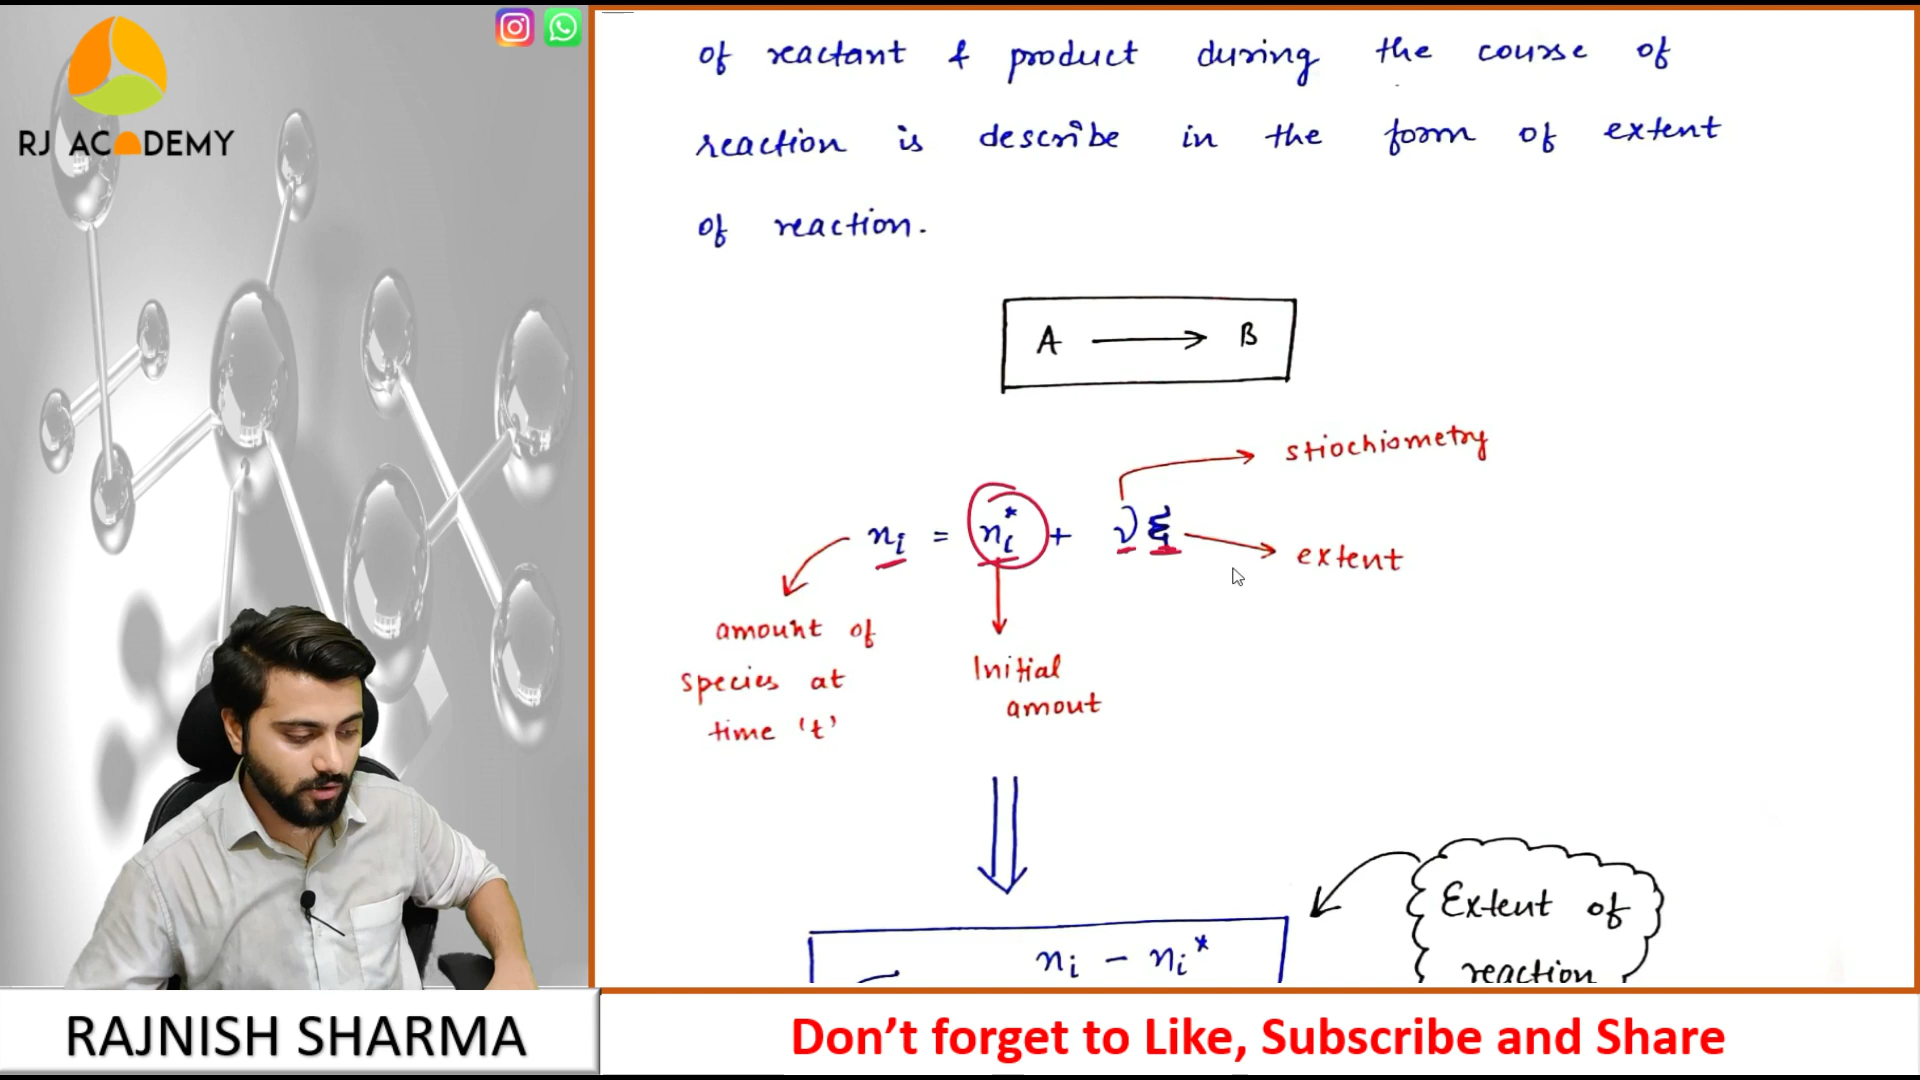 RJ ACADEMY
of reactant & product during the course of
reaction is describe in the form of extent
of reaction.
A ⟶ B
stiochiometry
nᵢ = nᵢ* + νξ
extent
amount of
species at
time 't'
Initial
amout
nᵢ − nᵢ*
Extent of
reaction
RAJNISH SHARMA
Don't forget to Like, Subscribe and Share